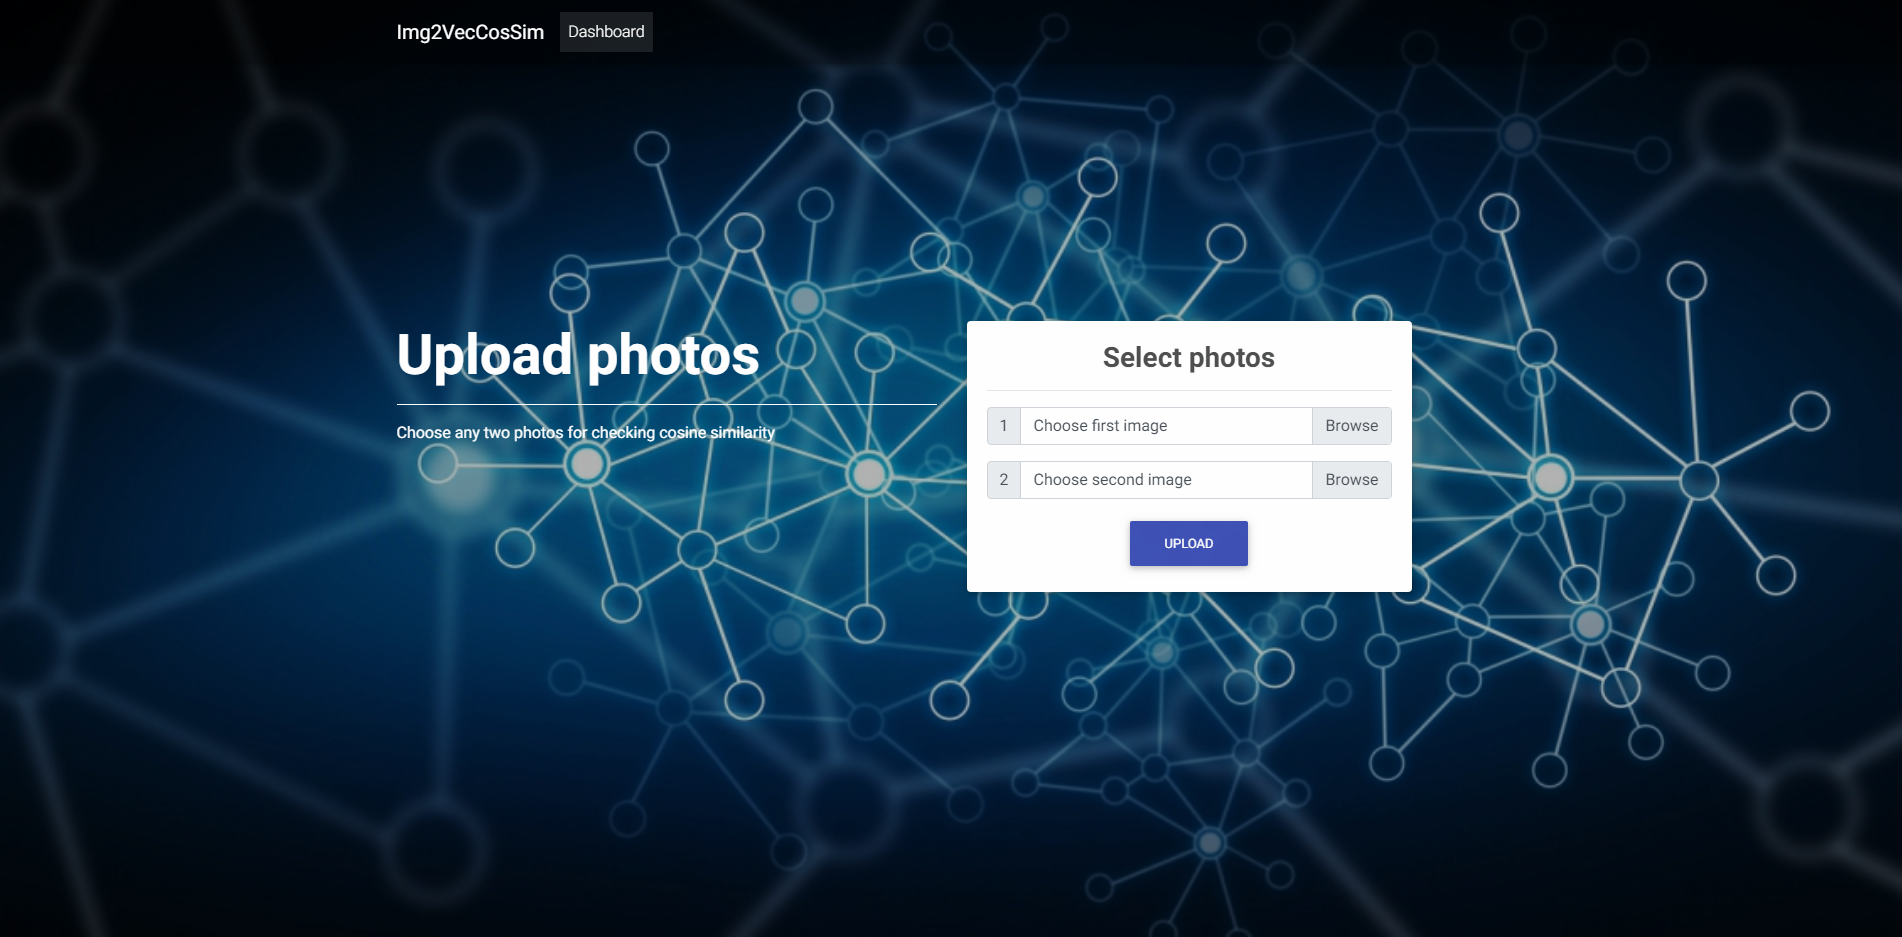 Img2VecCosSim Dashboard
Upload photos
Choose any two photos for checking cosine similarity
Select photos
1 Choose first image Browse
2 Choose second image Browse
UPLOAD